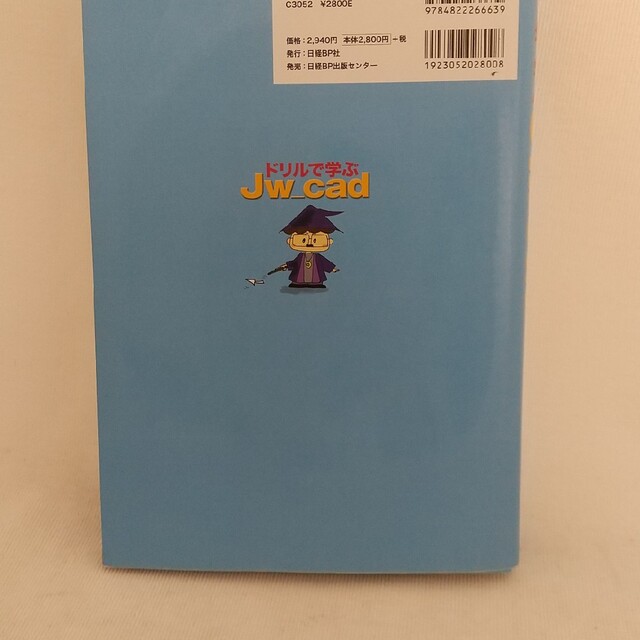 C3052 ¥2800E
9784822266639
価格:2,940円 本体2,800円 +税
発行:日経BP社
発売:日経BP出版センター
1923052028008
ドリルで学ぶ
Jw_cad